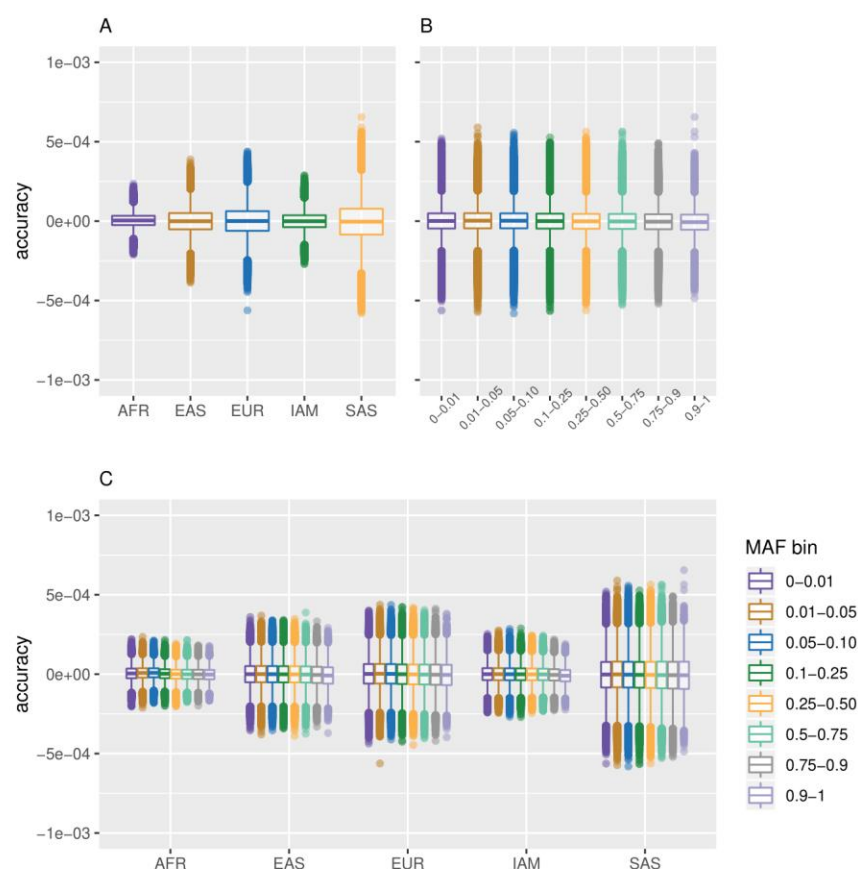 A
B
accuracy
1e−03
5e−04
0e+00
−5e−04
−1e−03
AFR EAS EUR IAM SAS
0−0.01 0.01−0.05 0.05−0.10 0.1−0.25 0.25−0.50 0.5−0.75 0.75−0.9 0.9−1
C
accuracy
1e−03
5e−04
0e+00
−5e−04
−1e−03
AFR EAS EUR IAM SAS
MAF bin
0−0.01
0.01−0.05
0.05−0.10
0.1−0.25
0.25−0.50
0.5−0.75
0.75−0.9
0.9−1